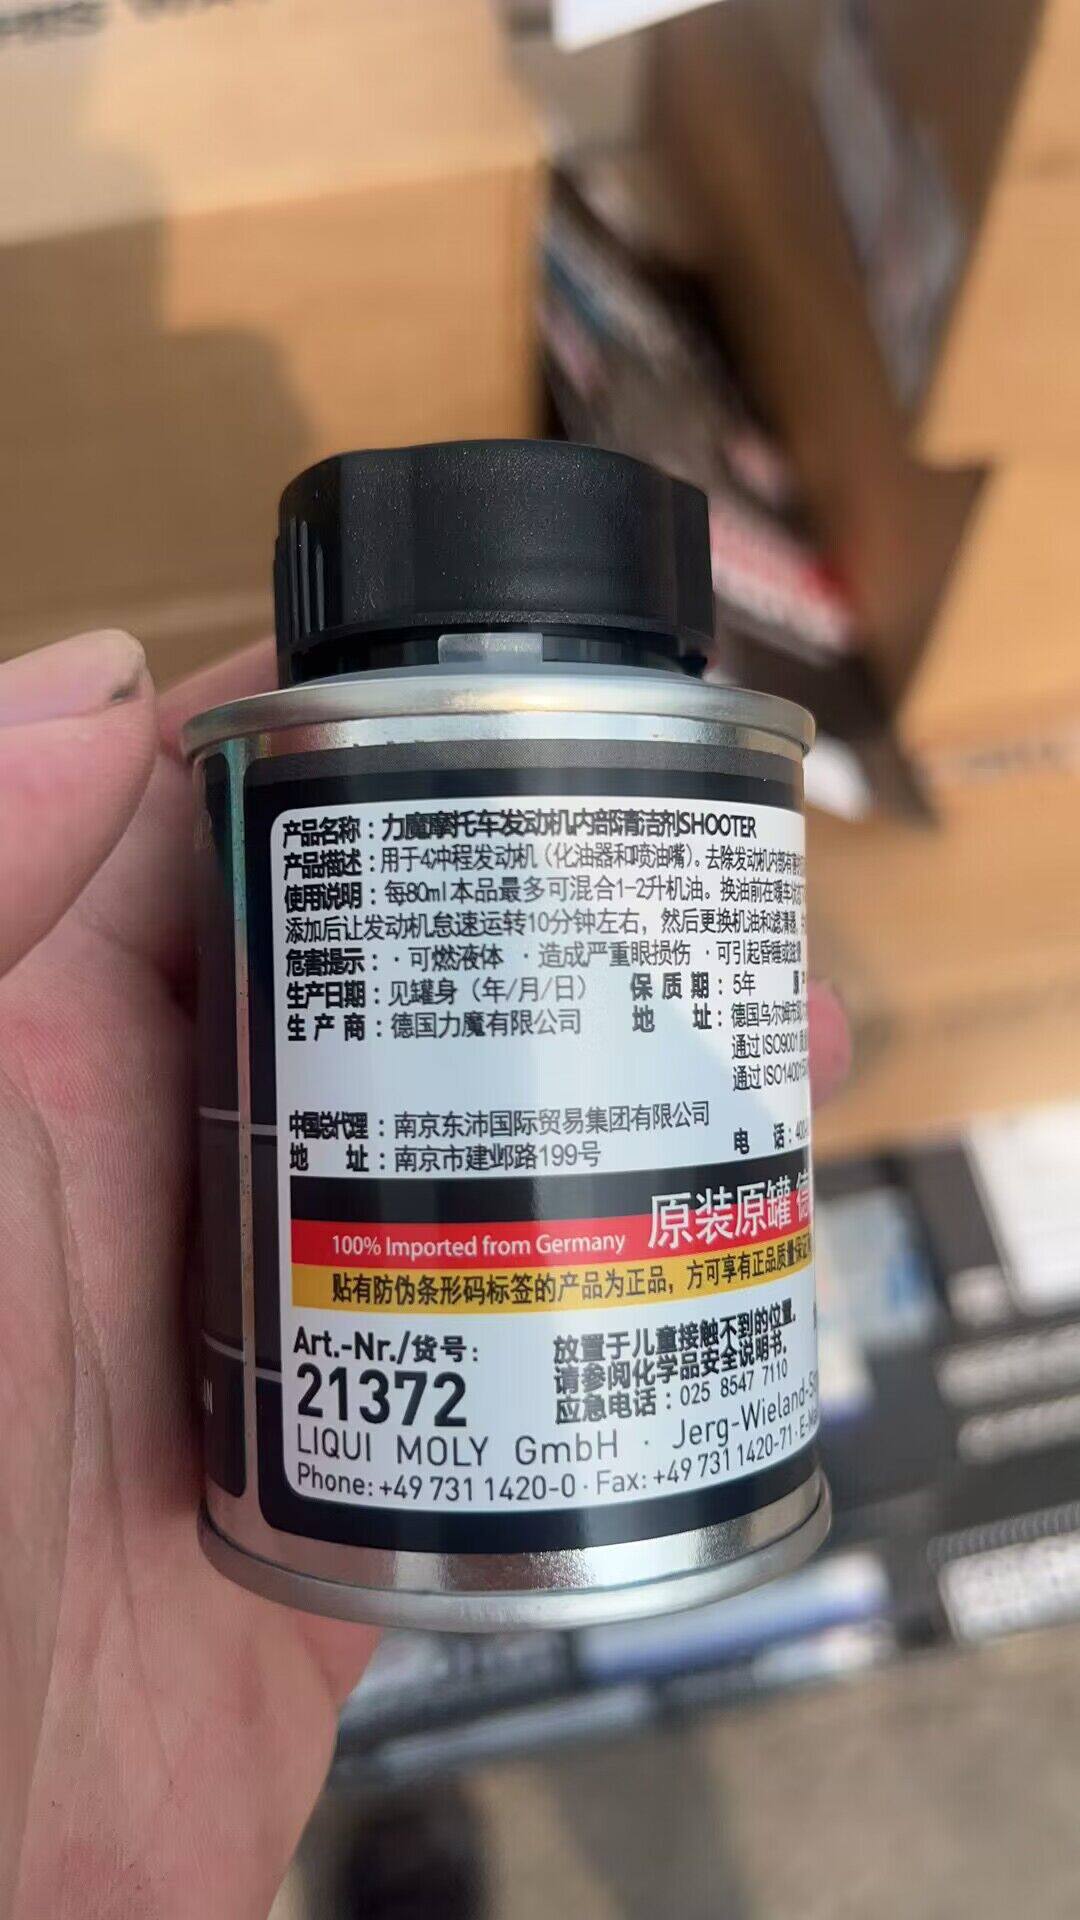 产品名称：力魔摩托车发动机内部清洁剂SHOOTER
产品描述：用于4冲程发动机（化油器和喷油嘴）。去除发动机内部有
使用说明：每80ml本品最多可混合1-2升机油。换油前在暖车状态下
添加后让发动机怠速运转10分钟左右，然后更换机油和滤清器
危害提示：·可燃液体 ·造成严重眼损伤 ·可引起昏睡或
生产日期：见罐身（年/月/日） 保质期：5年
生产商：德国力魔有限公司 地址：德国乌尔姆市
通过ISO9001
通过ISO14001
中国总代理：南京东沛国际贸易集团有限公司
地址：南京市建邺路199号 电话：400
原装原罐 德
100% Imported from Germany
贴有防伪条形码标签的产品为正品，方可享有正品质量保证
Art.-Nr./货号：
21372
放置于儿童接触不到的位置。
请参阅化学品安全说明书。
应急电话：025 8547 7110
LIQUI MOLY GmbH · Jerg-Wieland-S
Phone: +49 731 1420-0 · Fax: +49 731 1420-71 · E-Ma